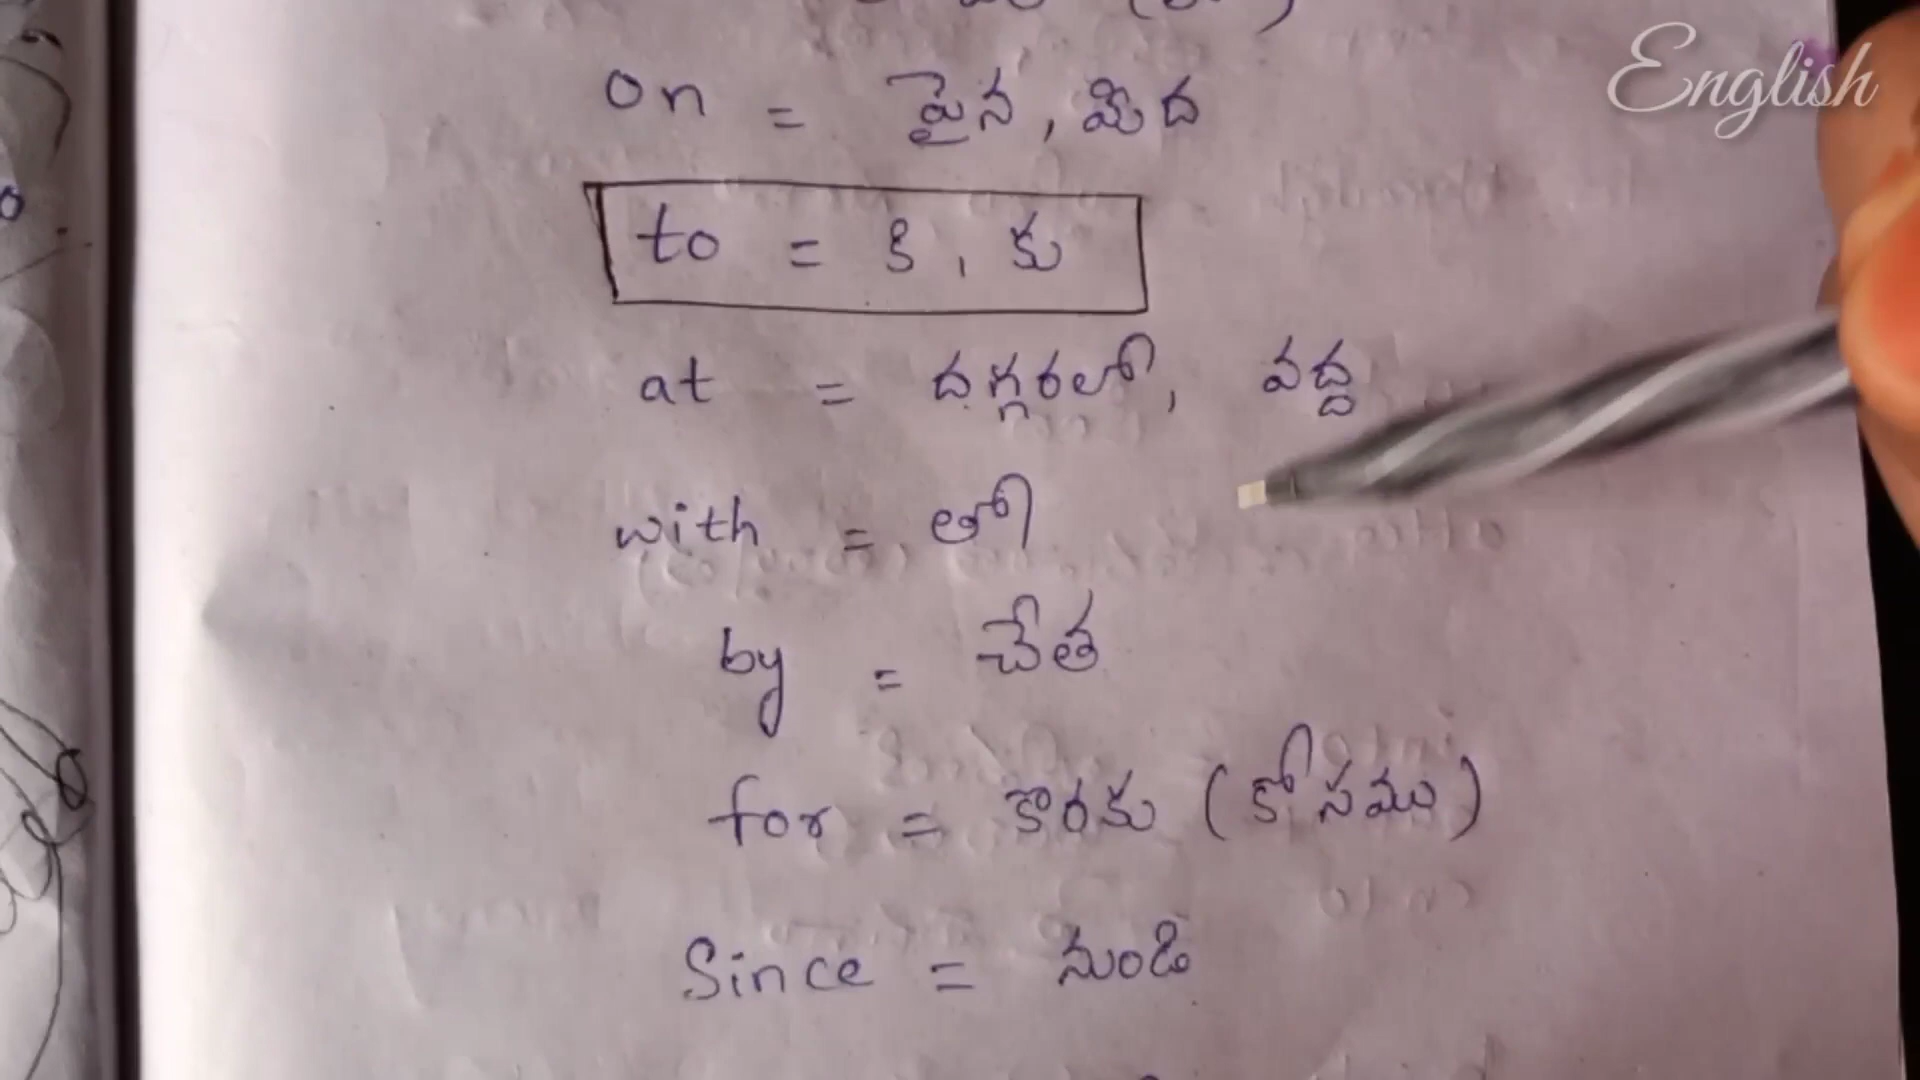 English
on = పైన, మీద
to = కి, కు
at = దగ్గరలో, వద్ద
with = తో
by = చేత
for = కొరకు (కోసము)
Since = నుండి